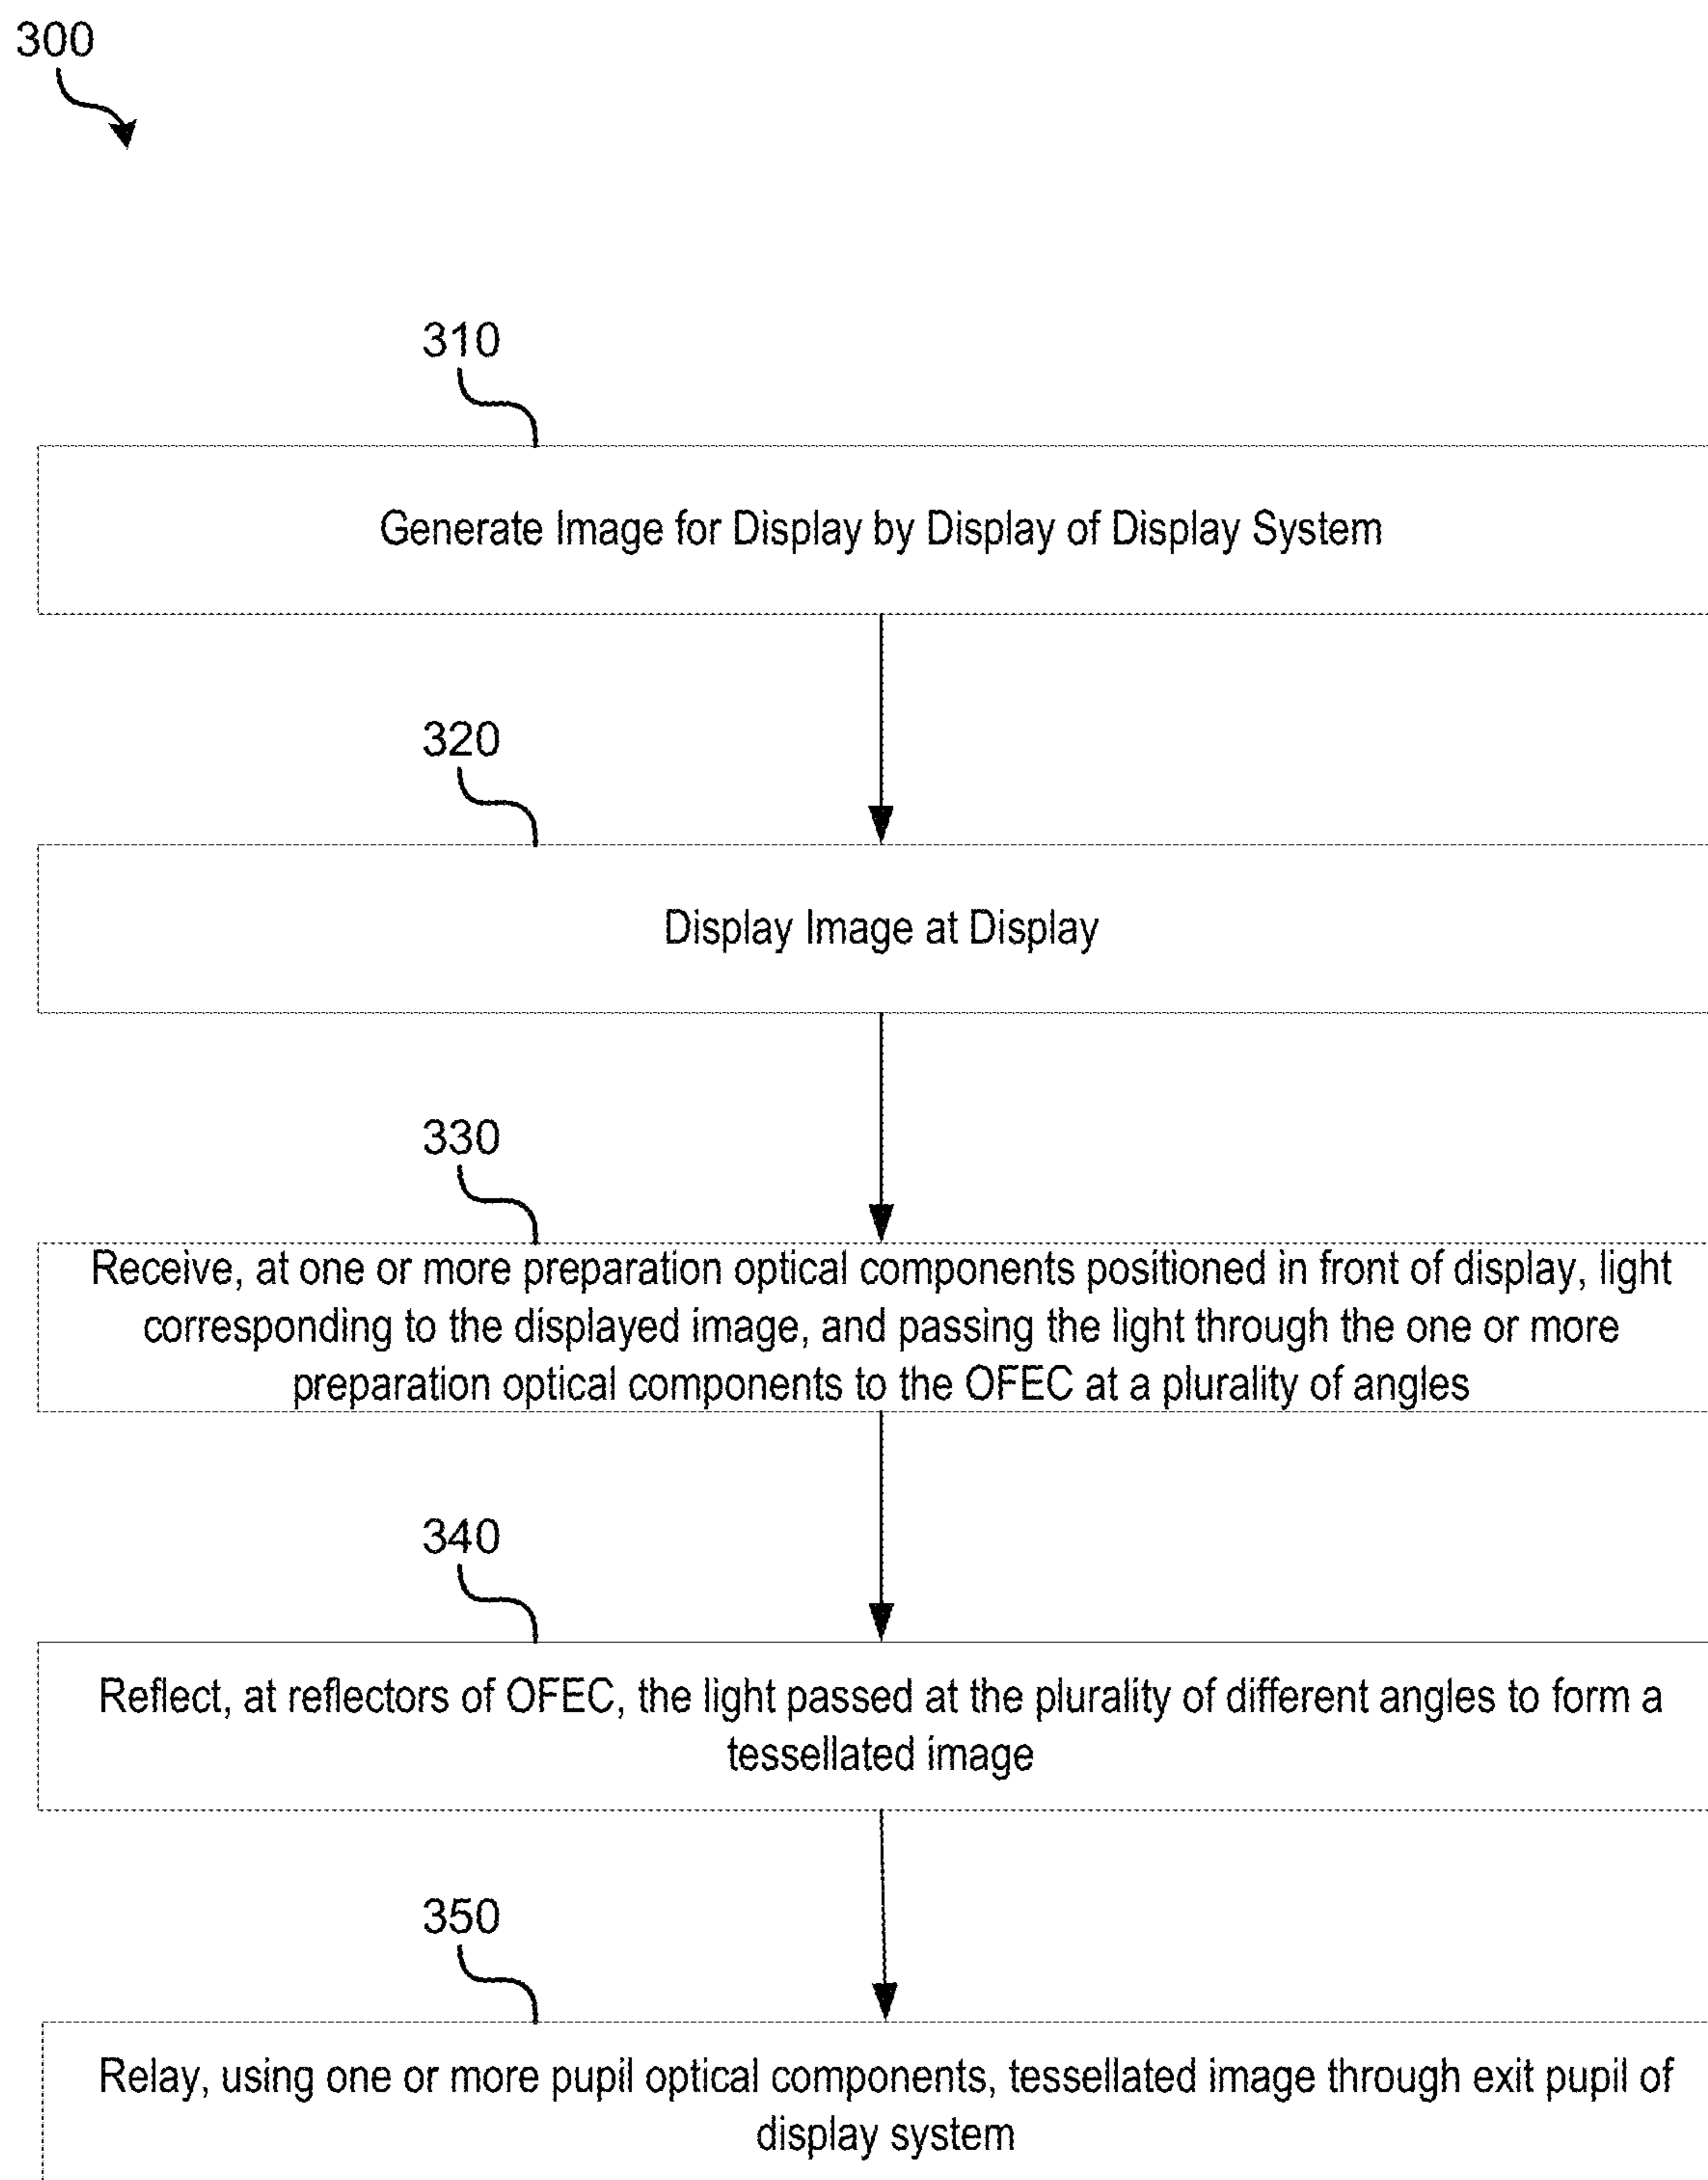 300
310
Generate Image for Display by Display of Display System
320
Display Image at Display
330
Receive, at one or more preparation optical components positioned in front of display, light
corresponding to the displayed image, and passing the light through the one or more
preparation optical components to the OFEC at a plurality of angles
340
Reflect, at reflectors of OFEC, the light passed at the plurality of different angles to form a
tessellated image
350
Relay, using one or more pupil optical components, tessellated image through exit pupil of
display system